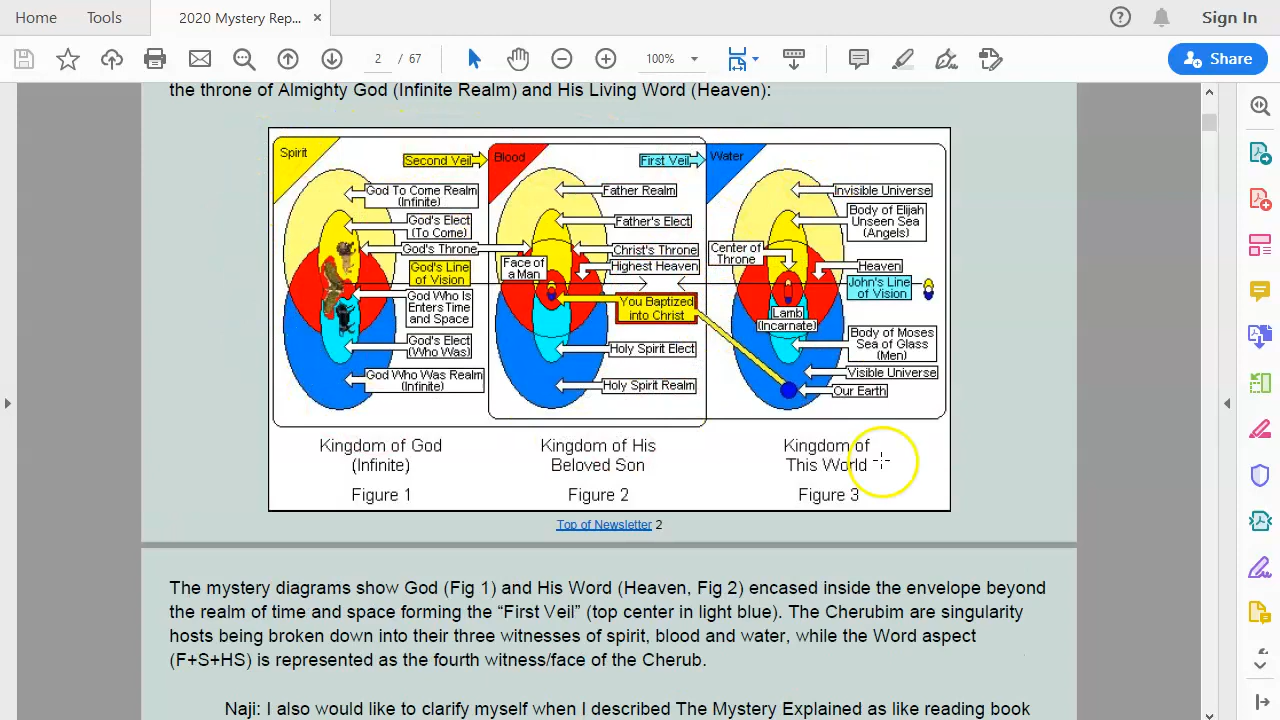 Home
Tools
2020 Mystery Rep...
Sign In
2 / 67
100%
Share
the throne of Almighty God (Infinite Realm) and His Living Word (Heaven):
Spirit
Second Veil
Blood
First Veil
Water
God To Come Realm
(Infinite)
God's Elect
(To Come)
God's Throne
God's Line
of Vision
God Who Is
Enters Time
and Space
God's Elect
(Who Was)
God Who Was Realm
(Infinite)
Father Realm
Father's Elect
Christ's Throne
Face of
a Man
Highest Heaven
You Baptized
into Christ
Holy Spirit Elect
Holy Spirit Realm
Invisible Universe
Body of Elijah
Unseen Sea
(Angels)
Center of
Throne
Heaven
John's Line
of Vision
Lamb
(Incarnate)
Body of Moses
Sea of Glass
(Men)
Visible Universe
Our Earth
Kingdom of God
(Infinite)
Figure 1
Kingdom of His
Beloved Son
Figure 2
Kingdom of
This World
Figure 3
Top of Newsletter 2
The mystery diagrams show God (Fig 1) and His Word (Heaven, Fig 2) encased inside the envelope beyond
the realm of time and space forming the “First Veil” (top center in light blue). The Cherubim are singularity
hosts being broken down into their three witnesses of spirit, blood and water, while the Word aspect
(F+S+HS) is represented as the fourth witness/face of the Cherub.
Naji: I also would like to clarify myself when I described The Mystery Explained as like reading book